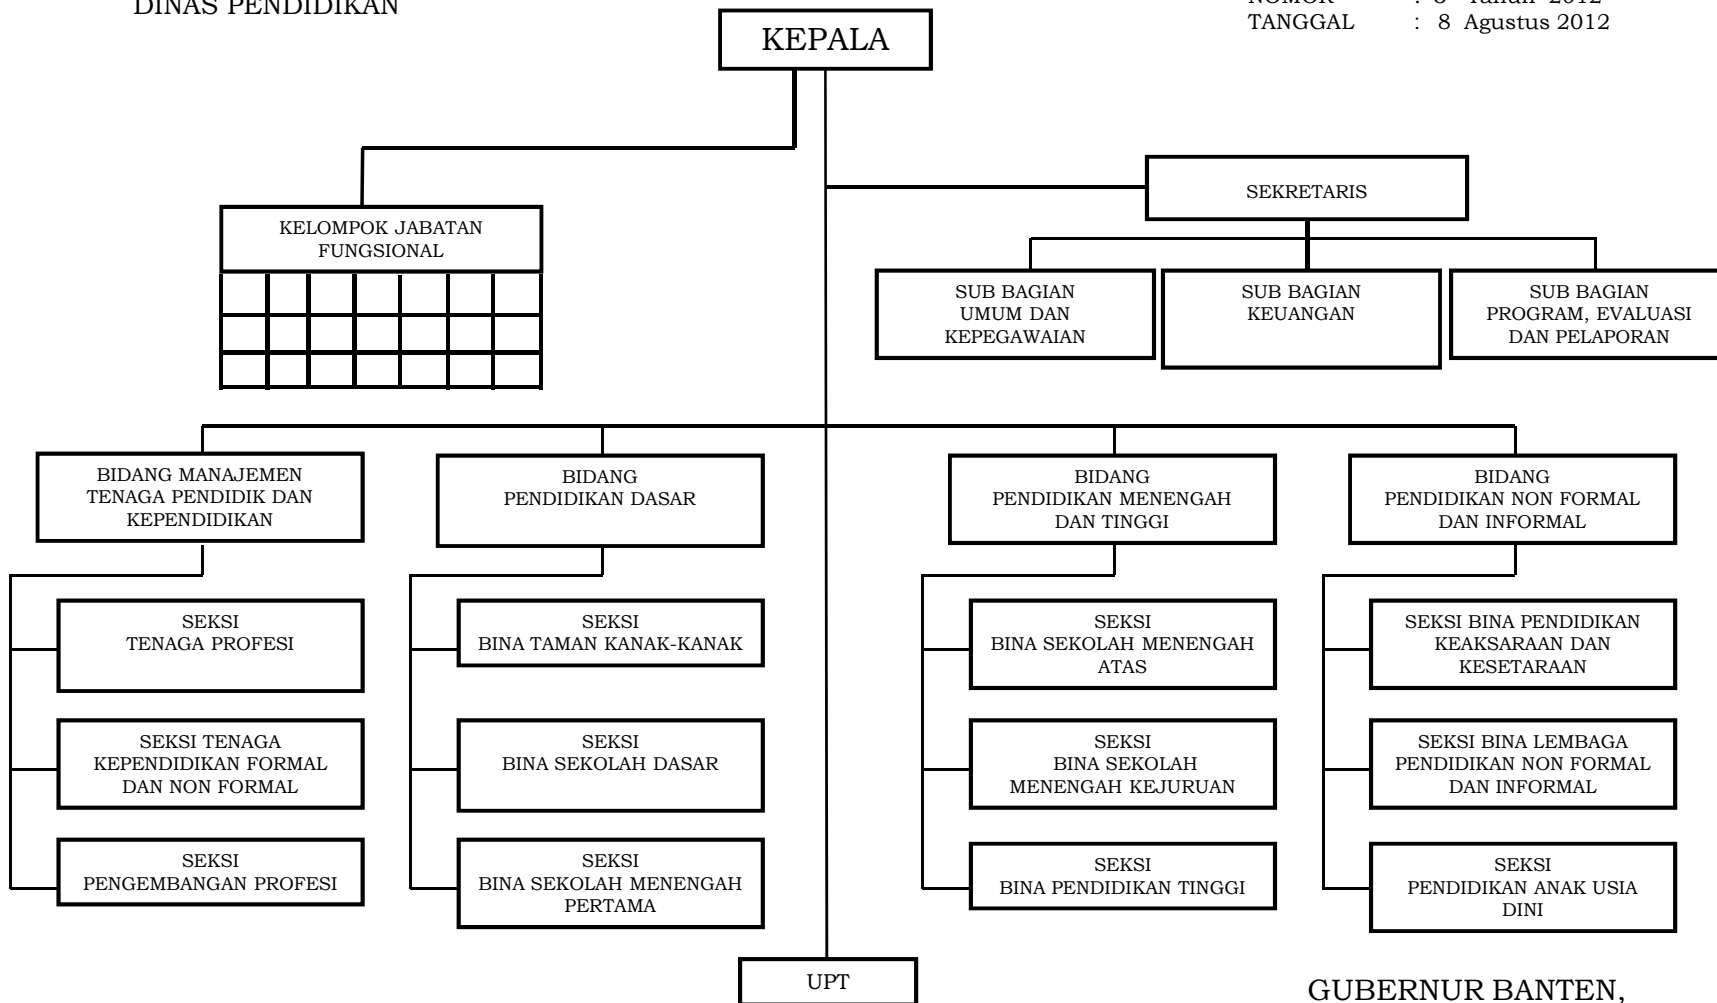 DINAS PENDIDIKAN
NOMOR : 3 Tahun 2012
TANGGAL : 8 Agustus 2012
KEPALA
SEKRETARIS
KELOMPOK JABATAN
FUNGSIONAL
SUB BAGIAN
UMUM DAN
KEPEGAWAIAN
SUB BAGIAN
KEUANGAN
SUB BAGIAN
PROGRAM, EVALUASI
DAN PELAPORAN
BIDANG MANAJEMEN
TENAGA PENDIDIK DAN
KEPENDIDIKAN
BIDANG
PENDIDIKAN DASAR
BIDANG
PENDIDIKAN MENENGAH
DAN TINGGI
BIDANG
PENDIDIKAN NON FORMAL
DAN INFORMAL
SEKSI
TENAGA PROFESI
SEKSI
BINA TAMAN KANAK-KANAK
SEKSI
BINA SEKOLAH MENENGAH
ATAS
SEKSI BINA PENDIDIKAN
KEAKSARAAN DAN
KESETARAAN
SEKSI TENAGA
KEPENDIDIKAN FORMAL
DAN NON FORMAL
SEKSI
BINA SEKOLAH DASAR
SEKSI
BINA SEKOLAH
MENENGAH KEJURUAN
SEKSI BINA LEMBAGA
PENDIDIKAN NON FORMAL
DAN INFORMAL
SEKSI
PENGEMBANGAN PROFESI
SEKSI
BINA SEKOLAH MENENGAH
PERTAMA
SEKSI
BINA PENDIDIKAN TINGGI
SEKSI
PENDIDIKAN ANAK USIA
DINI
UPT
GUBERNUR BANTEN,